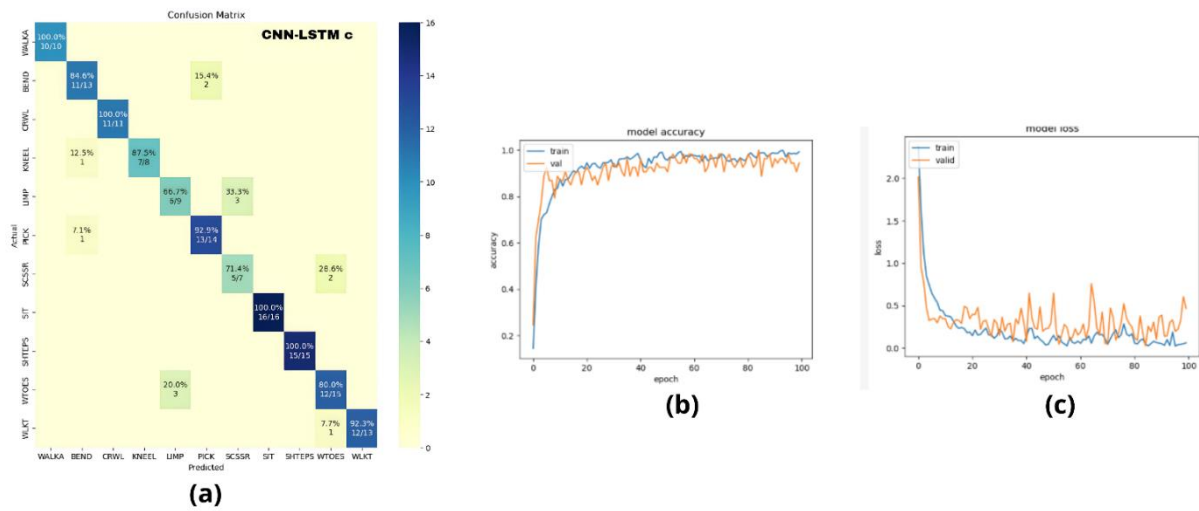 Confusion Matrix
CNN-LSTM c
Actual
WALKA
100.0%
10/10
BEND
84.6%
11/13
15.4%
2
CRWL
100.0%
11/11
KNEEL
12.5%
1
87.5%
7/8
LIMP
66.7%
6/9
33.3%
3
PICK
7.1%
1
92.9%
13/14
SCSSR
71.4%
5/7
28.6%
2
SIT
100.0%
16/16
SHTEPS
100.0%
15/15
WTOES
20.0%
3
80.0%
12/15
WLKT
7.7%
1
92.3%
12/13
WALKA BEND CRWL KNEEL LIMP PICK SCSSR SIT SHTEPS WTOES WLKT
Predicted
16
14
12
10
8
6
4
2
0
(a)
model accuracy
train
val
accuracy
1.0
0.8
0.6
0.4
0.2
0 20 40 60 80 100
epoch
(b)
model loss
train
valid
loss
2.0
1.5
1.0
0.5
0.0
0 20 40 60 80 100
epoch
(c)